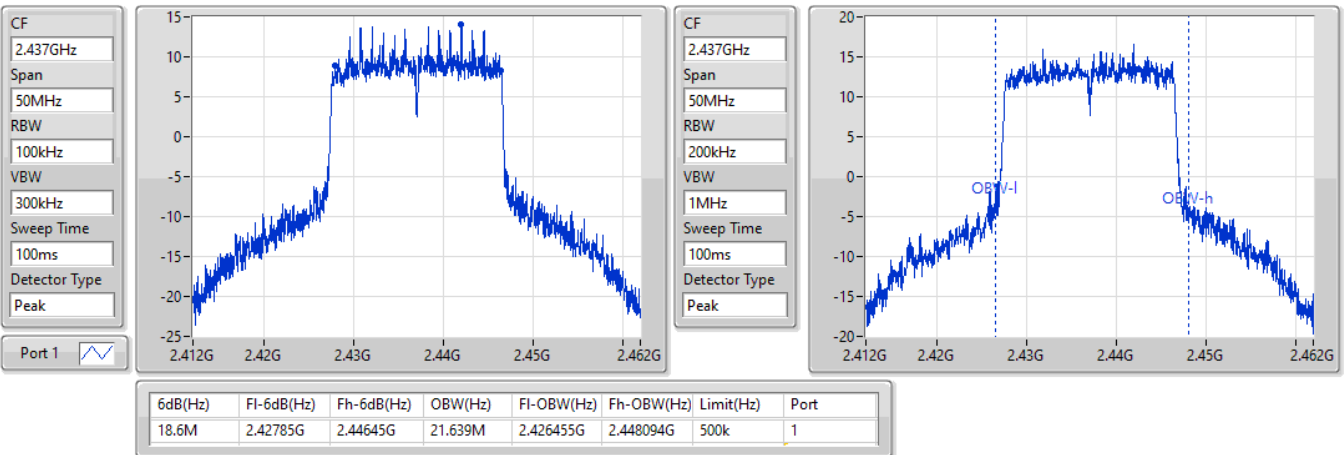 CF
2.437GHz
Span
50MHz
RBW
100kHz
VBW
300kHz
Sweep Time
100ms
Detector Type
Peak
Port 1
15
10
5
0
-5
-10
-15
-20
-25
2.412G 2.42G 2.43G 2.44G 2.45G 2.462G
CF
2.437GHz
Span
50MHz
RBW
200kHz
VBW
1MHz
Sweep Time
100ms
Detector Type
Peak
20
15
10
5
0
-5
-10
-15
-20
OBW-l
OBW-h
2.412G 2.42G 2.43G 2.44G 2.45G 2.462G
6dB(Hz) Fl-6dB(Hz) Fh-6dB(Hz) OBW(Hz) Fl-OBW(Hz) Fh-OBW(Hz) Limit(Hz) Port
18.6M 2.42785G 2.44645G 21.639M 2.426455G 2.448094G 500k 1